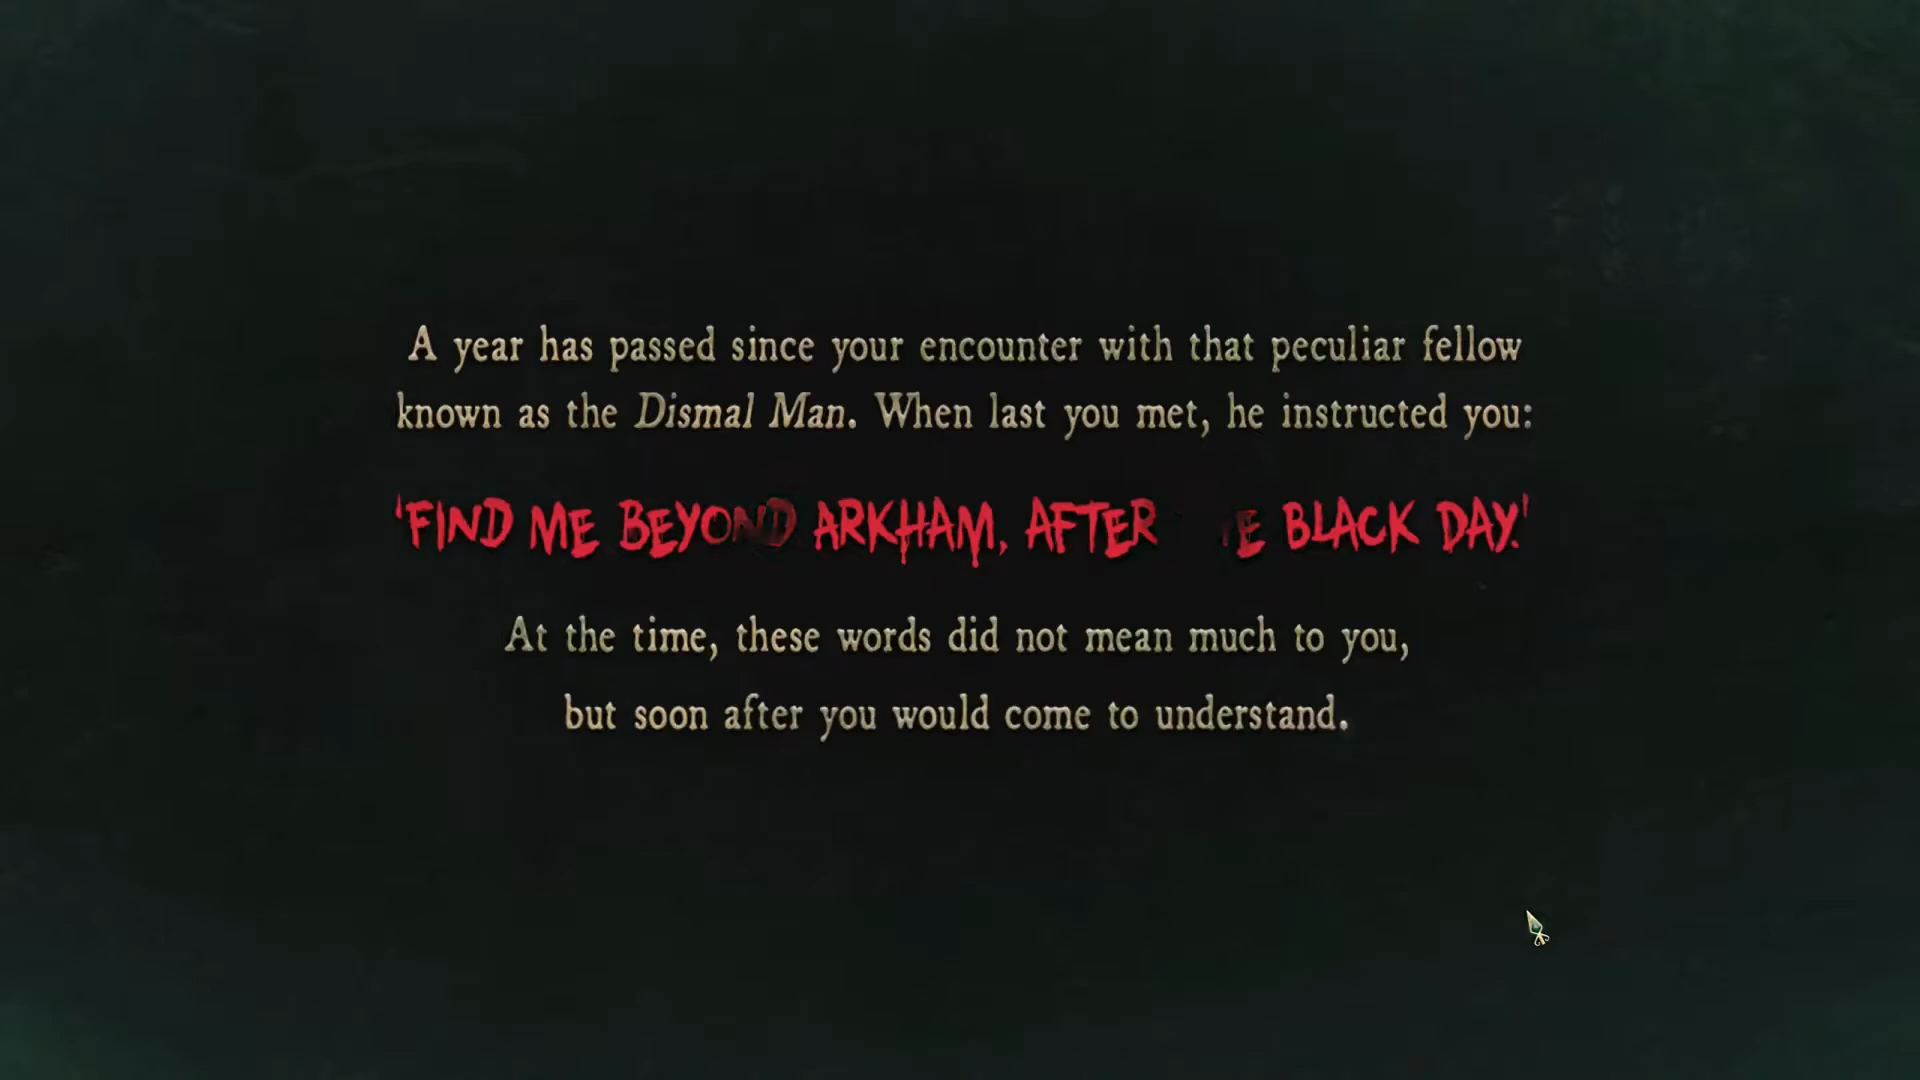 A year has passed since your encounter with that peculiar fellow
known as the Dismal Man. When last you met, he instructed you:
'FIND ME BEYOND ARKHAM, AFTER BLACK DAY.'
At the time, these words did not mean much to you,
but soon after you would come to understand.